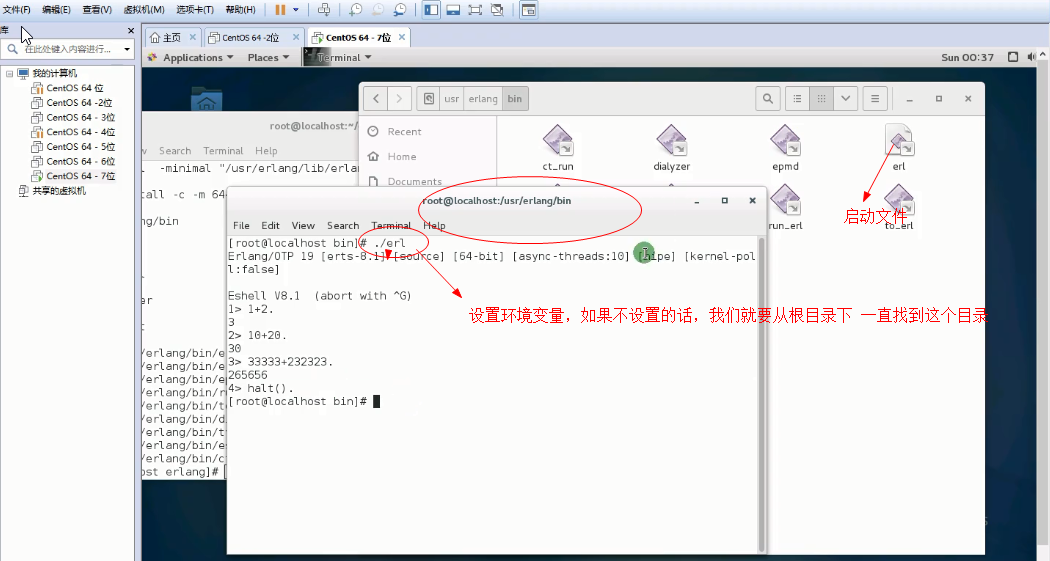 文件(F) 编辑(E) 查看(V) 虚拟机(M) 选项卡(T) 帮助(H)
库
在此处键入内容进行...
我的计算机
CentOS 64 位
CentOS 64 -2位
CentOS 64 - 3位
CentOS 64 - 4位
CentOS 64 - 5位
CentOS 64 - 6位
CentOS 64 - 7位
共享的虚拟机
主页 CentOS 64 -2位 CentOS 64 - 7位
Applications Places Terminal Sun 00:37
usr erlang bin
Recent
Home
Documents
ct_run dialyzer epmd erl
run_erl to_erl
启动文件
root@localhost:~/
Search Terminal Help
-minimal "/usr/erlang/lib/erla
tall -c -m 64
ng/bin
er
/erlang/bin/e
/erlang/bin/e
/erlang/bin/e
/erlang/bin/r
/erlang/bin/t
/erlang/bin/d
/erlang/bin/t
/erlang/bin/e
/erlang/bin/c
ost erlang]#
root@localhost:/usr/erlang/bin
File Edit View Search Terminal Help
[root@localhost bin]# ./erl
Erlang/OTP 19 [erts-8.1] [source] [64-bit] [async-threads:10] [hipe] [kernel-pol
l:false]
Eshell V8.1 (abort with ^G)
1> 1+2.
3
2> 10+20.
30
3> 33333+232323.
265656
4> halt().
[root@localhost bin]#
设置环境变量，如果不设置的话，我们就要从根目录下 一直找到这个目录